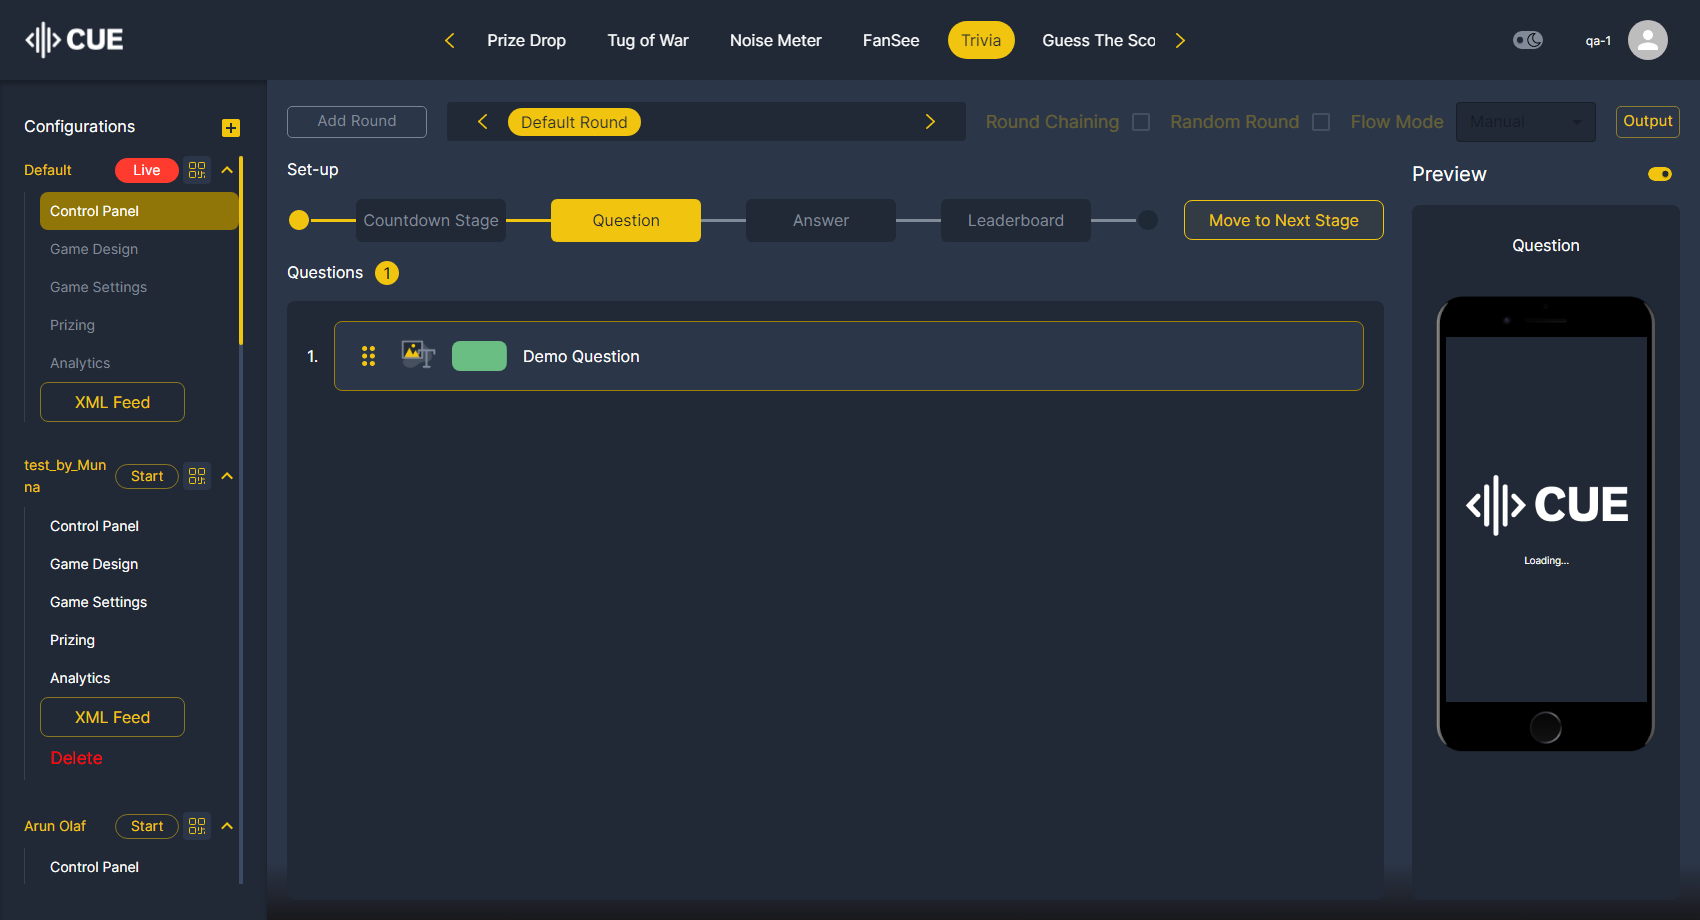 CUE
Prize Drop
Tug of War
Noise Meter
FanSee
Trivia
Guess The Sco
qa-1
Configurations
Default
Live
Control Panel
Game Design
Game Settings
Prizing
Analytics
XML Feed
test_by_Mun
na
Start
Control Panel
Game Design
Game Settings
Prizing
Analytics
XML Feed
Delete
Arun Olaf
Start
Control Panel
Add Round
Default Round
Round Chaining
Random Round
Flow Mode
Manual
Output
Set-up
Countdown Stage
Question
Answer
Leaderboard
Move to Next Stage
Questions 1
1.
Demo Question
Preview
Question
CUE
Loading...